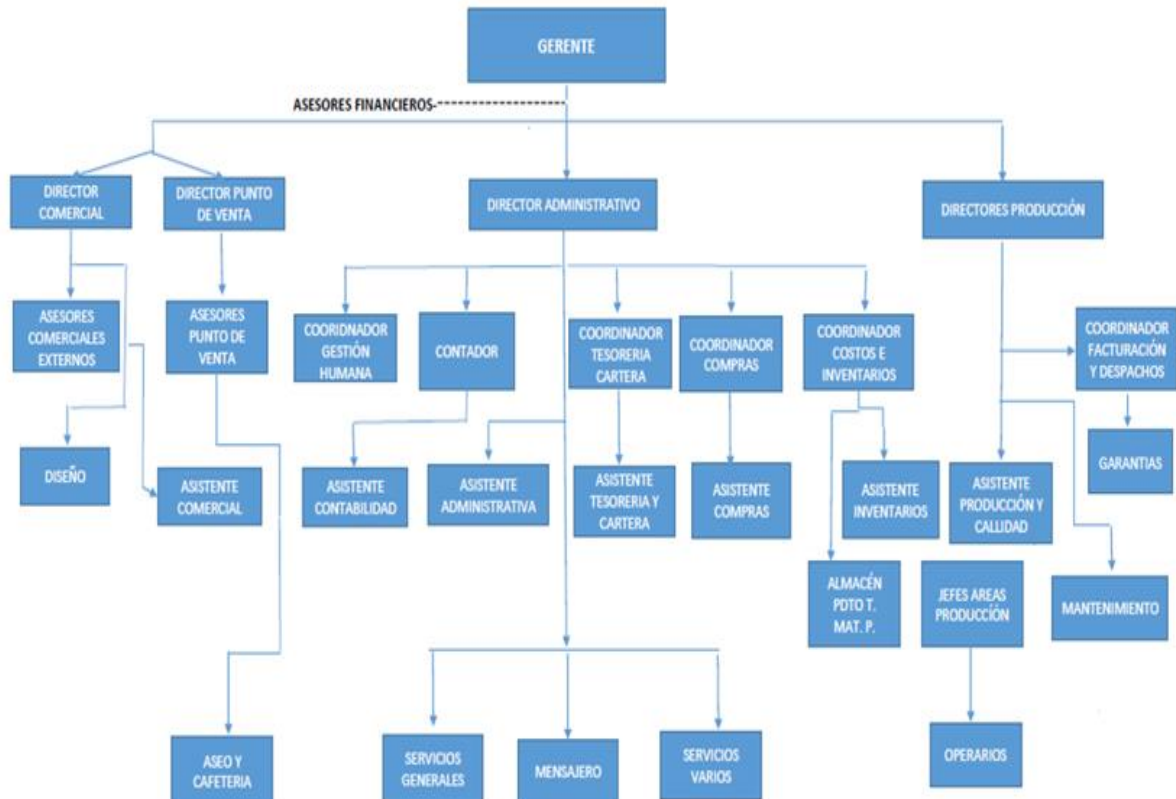 GERENTE
ASESORES FINANCIEROS-
DIRECTOR
COMERCIAL
DIRECTOR PUNTO
DE VENTA
DIRECTOR ADMINISTRATIVO
DIRECTORES PRODUCCIÓN
ASESORES
COMERCIALES
EXTERNOS
ASESORES
PUNTO DE
VENTA
COORIDNADOR
GESTIÓN
HUMANA
CONTADOR
COORDINADOR
TESORERIA
CARTERA
COORDINADOR
COMPRAS
COORDINADOR
COSTOS E
INVENTARIOS
COORDINADOR
FACTURACIÓN
Y DESPACHOS
DISEÑO
ASISTENTE
COMERCIAL
ASISTENTE
CONTABILIDAD
ASISTENTE
ADMINISTRATIVA
ASISTENTE
TESORERIA Y
CARTERA
ASISTENTE
COMPRAS
ASISTENTE
INVENTARIOS
ASISTENTE
PRODUCCIÓN Y
CALLIDAD
GARANTIAS
ALMACÉN
PDTO T.
MAT. P.
JEFES AREAS
PRODUCCÍÓN
MANTENIMIENTO
ASEO Y
CAFETERIA
SERVICIOS
GENERALES
MENSAJERO
SERVICIOS
VARIOS
OPERARIOS